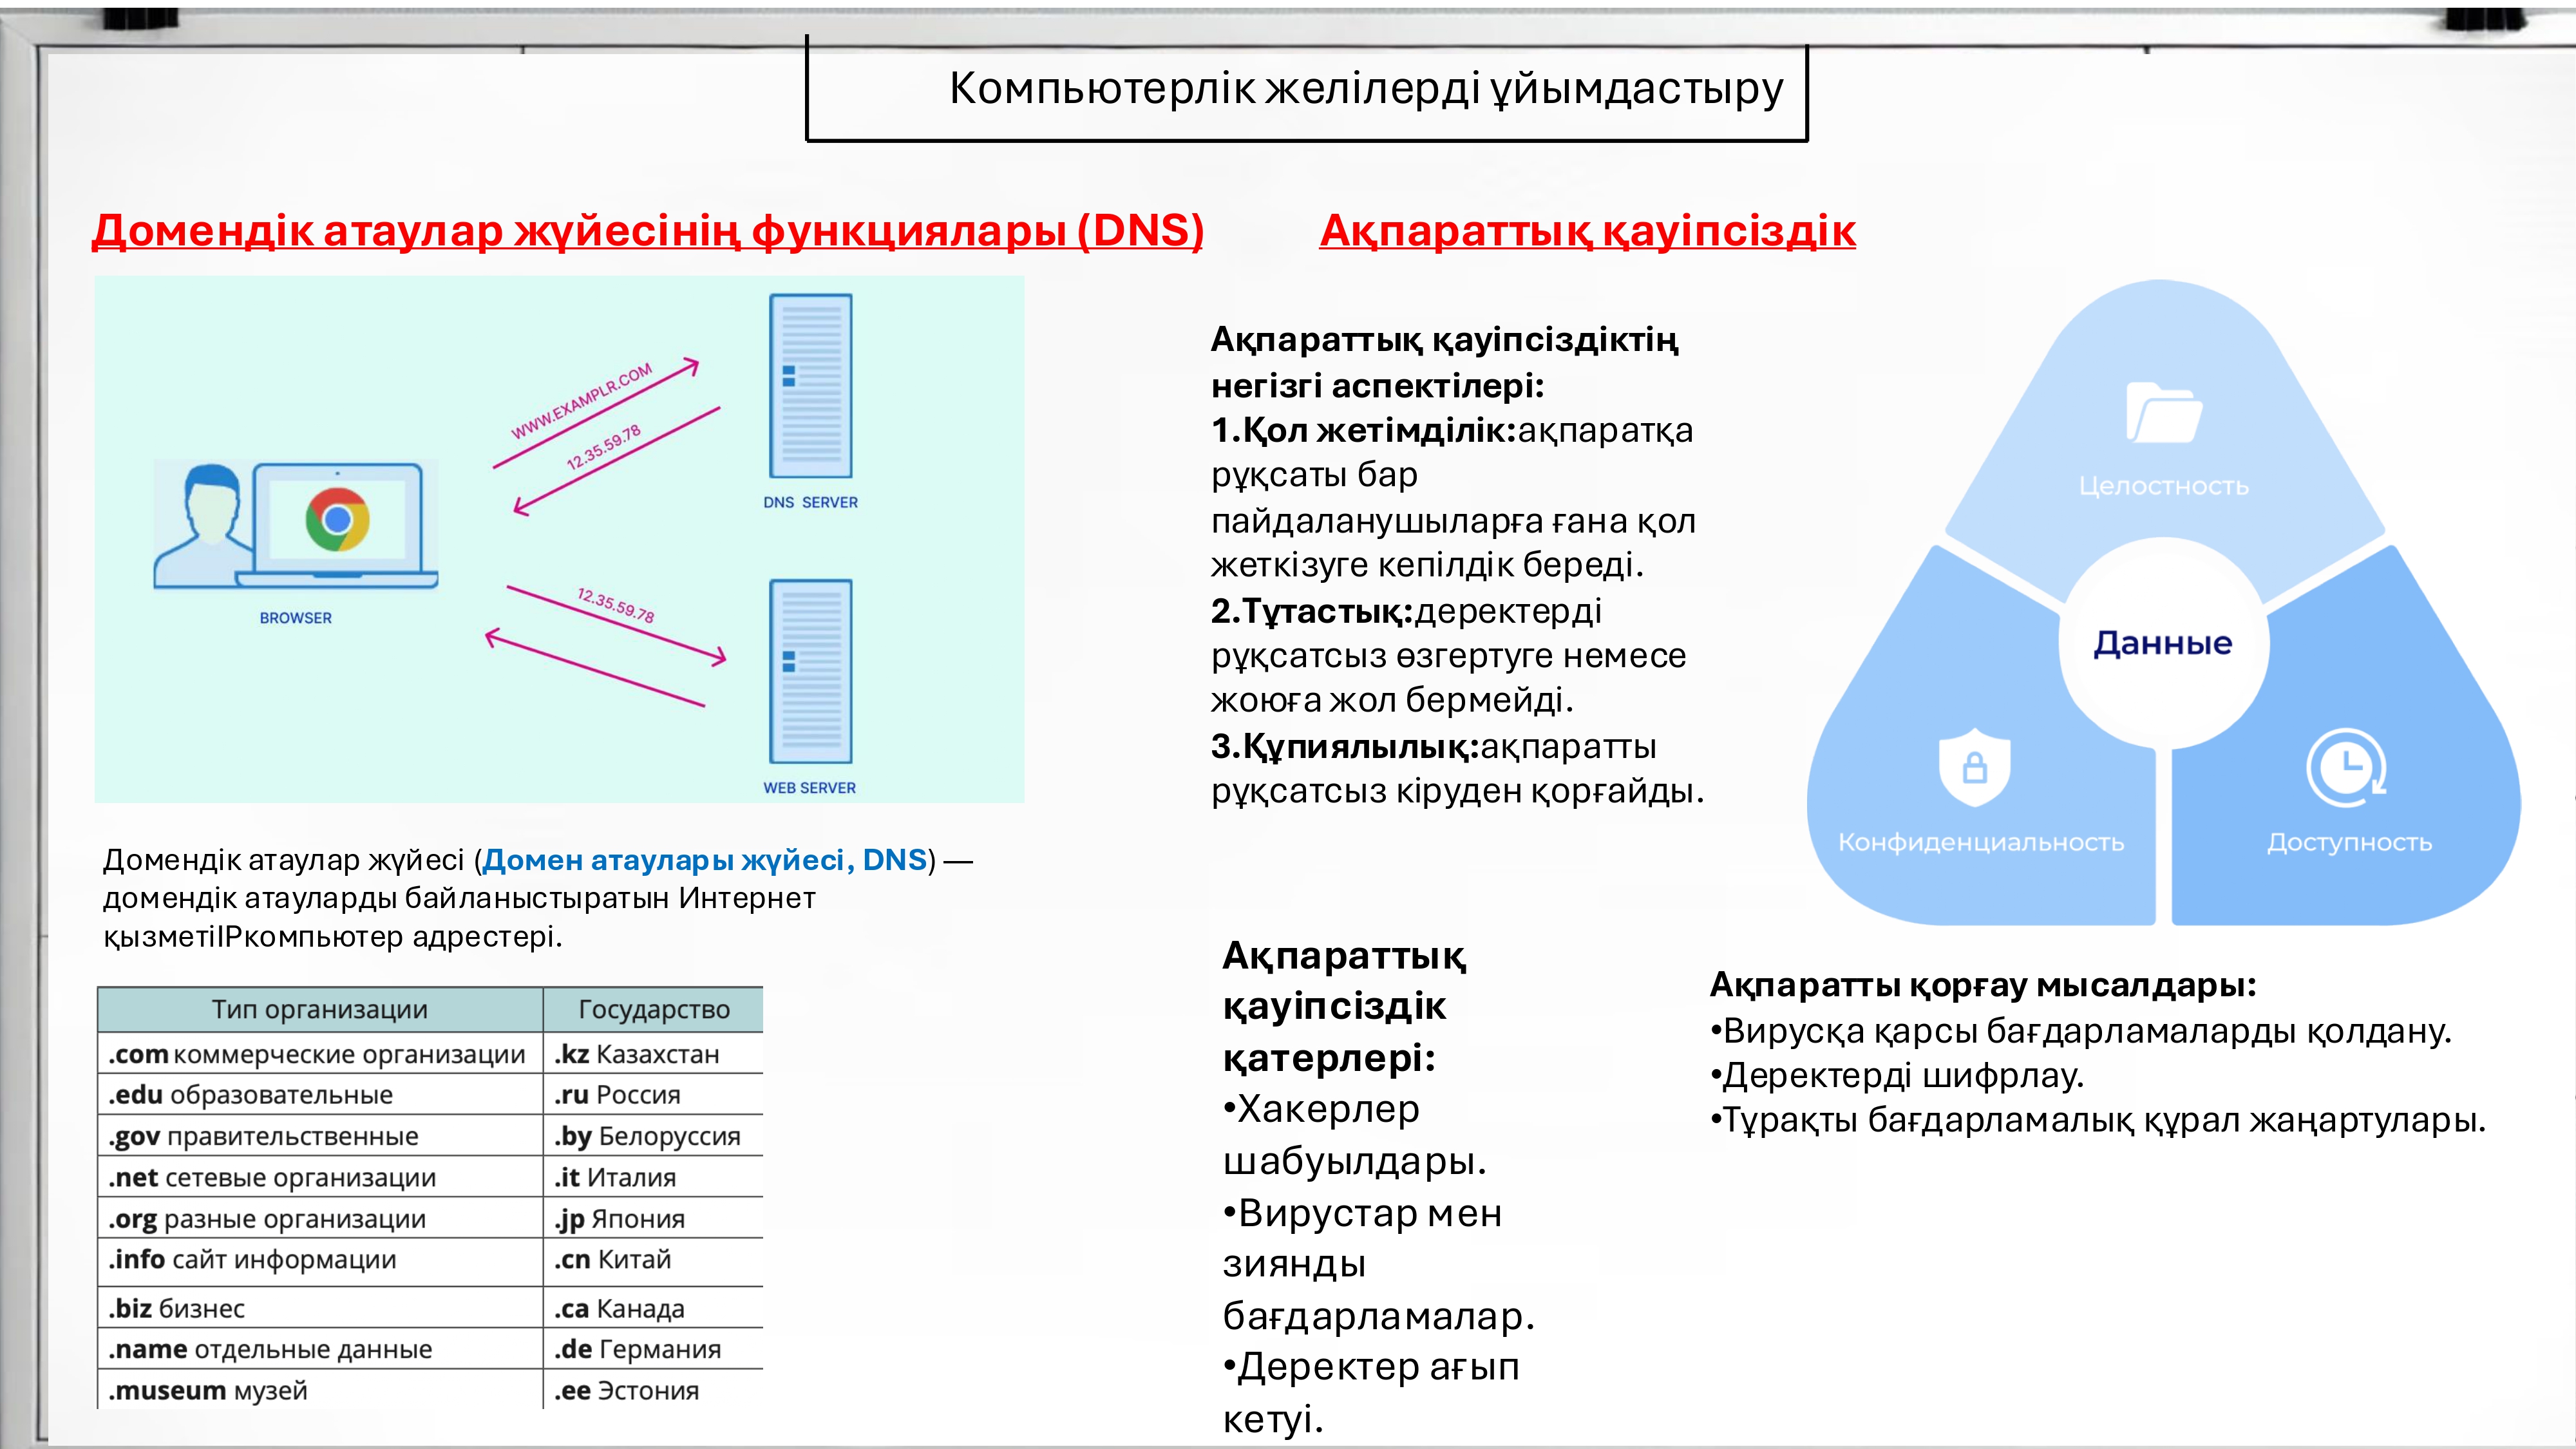 Компьютерлік желілерді ұйымдастыру
Домендік атаулар жүйесінің функциялары (DNS)
WWW.EXAMPLR.COM
12.35.59.78
DNS SERVER
BROWSER
12.35.59.78
WEB SERVER
Домендік атаулар жүйесі (Домен атаулары жүйесі, DNS) —
домендік атауларды байланыстыратын Интернет
қызметіIPкомпьютер адрестері.
Тип организации Государство
.com коммерческие организации .kz Казахстан
.edu образовательные .ru Россия
.gov правительственные .by Белоруссия
.net сетевые организации .it Италия
.org разные организации .jp Япония
.info сайт информации .cn Китай
.biz бизнес .ca Канада
.name отдельные данные .de Германия
.museum музей .ee Эстония
Ақпараттық қауіпсіздік
Ақпараттық қауіпсіздіктің
негізгі аспектілері:
1.Қол жетімділік:ақпаратқа
рұқсаты бар
пайдаланушыларға ғана қол
жеткізуге кепілдік береді.
2.Тұтастық:деректерді
рұқсатсыз өзгертуге немесе
жоюға жол бермейді.
3.Құпиялылық:ақпаратты
рұқсатсыз кіруден қорғайды.
Целостность
Данные
Конфиденциальность
Доступность
Ақпараттық
қауіпсіздік
қатерлері:
•Хакерлер
шабуылдары.
•Вирустар мен
зиянды
бағдарламалар.
•Деректер ағып
кетуі.
Ақпаратты қорғау мысалдары:
•Вирусқа қарсы бағдарламаларды қолдану.
•Деректерді шифрлау.
•Тұрақты бағдарламалық құрал жаңартулары.